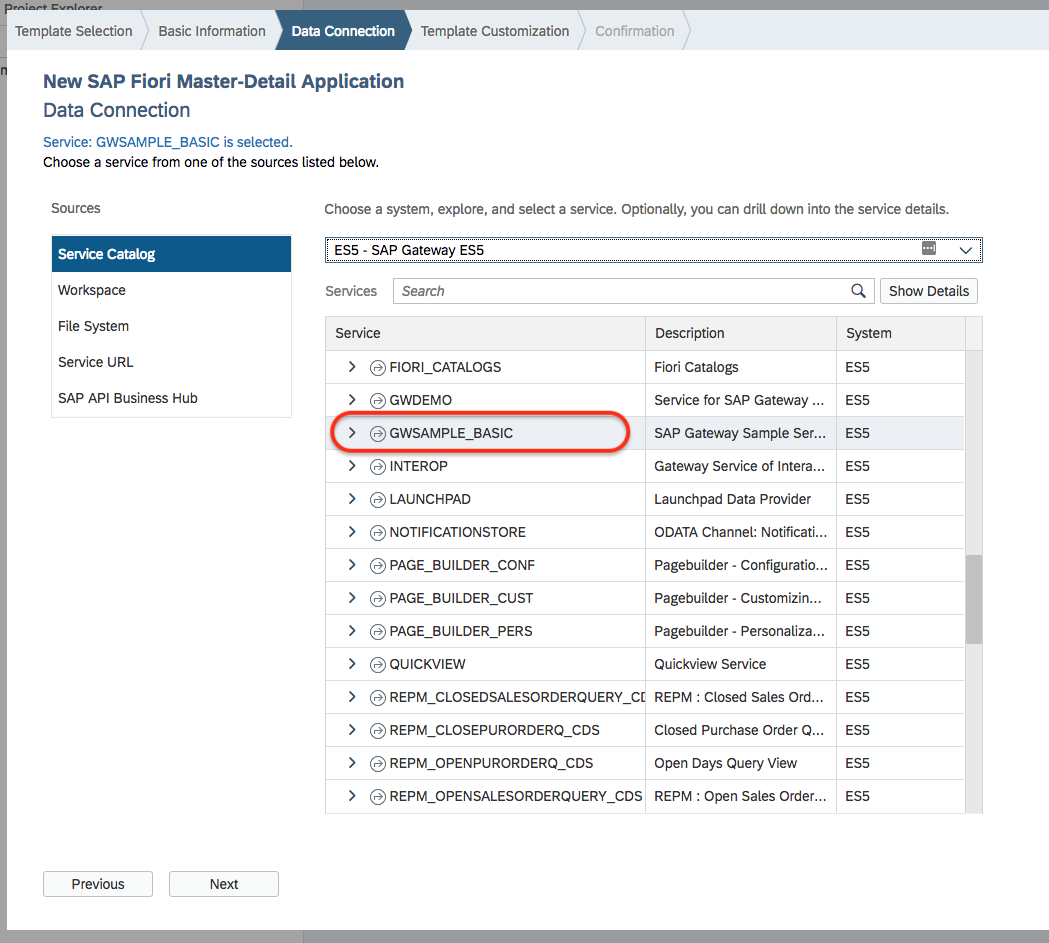 Project Explorer
Template Selection Basic Information Data Connection Template Customization Confirmation
New SAP Fiori Master-Detail Application
Data Connection
Service: GWSAMPLE_BASIC is selected.
Choose a service from one of the sources listed below.
Sources
Service Catalog
Workspace
File System
Service URL
SAP API Business Hub
Choose a system, explore, and select a service. Optionally, you can drill down into the service details.
ES5 - SAP Gateway ES5
Services Search Show Details
Service Description System
FIORI_CATALOGS Fiori Catalogs ES5
GWDEMO Service for SAP Gateway ... ES5
GWSAMPLE_BASIC SAP Gateway Sample Ser... ES5
INTEROP Gateway Service of Intera... ES5
LAUNCHPAD Launchpad Data Provider ES5
NOTIFICATIONSTORE ODATA Channel: Notificati... ES5
PAGE_BUILDER_CONF Pagebuilder - Configuratio... ES5
PAGE_BUILDER_CUST Pagebuilder - Customizin... ES5
PAGE_BUILDER_PERS Pagebuilder - Personaliza... ES5
QUICKVIEW Quickview Service ES5
REPM_CLOSEDSALESORDERQUERY_CD REPM : Closed Sales Ord... ES5
REPM_CLOSEPURORDERQ_CDS Closed Purchase Order Q... ES5
REPM_OPENPURORDERQ_CDS Open Days Query View ES5
REPM_OPENSALESORDERQUERY_CDS REPM : Open Sales Order... ES5
Previous Next